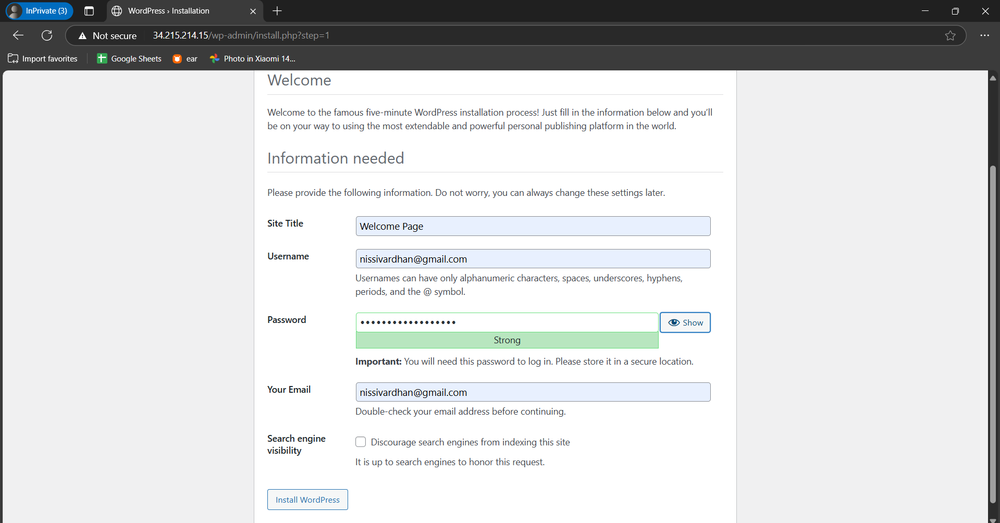 InPrivate (3)
WordPress › Installation
Not secure
34.215.214.15/wp-admin/install.php?step=1
Import favorites
Google Sheets
ear
Photo in Xiaomi 14...
Welcome
Welcome to the famous five-minute WordPress installation process! Just fill in the information below and you’ll
be on your way to using the most extendable and powerful personal publishing platform in the world.
Information needed
Please provide the following information. Do not worry, you can always change these settings later.
Site Title
Welcome Page
Username
nissivardhan@gmail.com
Usernames can have only alphanumeric characters, spaces, underscores, hyphens,
periods, and the @ symbol.
Password
••••••••••••••••••
Show
Strong
Important: You will need this password to log in. Please store it in a secure location.
Your Email
nissivardhan@gmail.com
Double-check your email address before continuing.
Search engine
visibility
Discourage search engines from indexing this site
It is up to search engines to honor this request.
Install WordPress